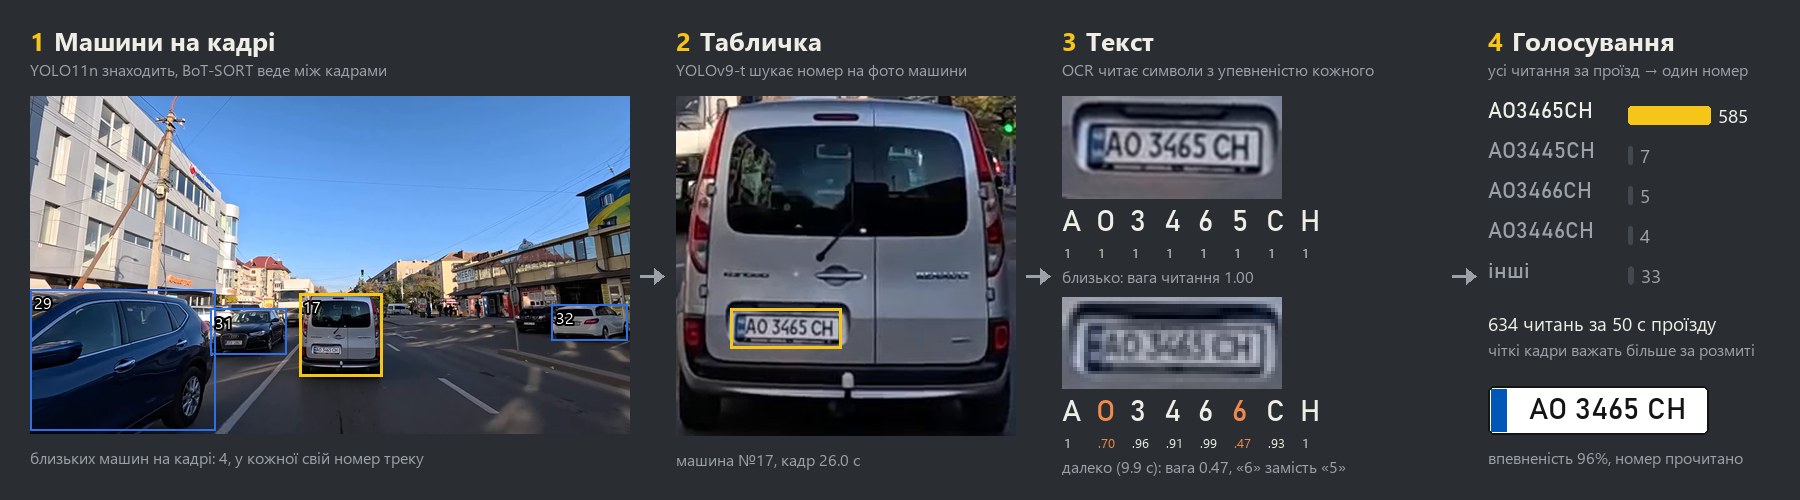 1 Машини на кадрі
YOLO11n знаходить, BoT-SORT веде між кадрами
29
31
17
32
близьких машин на кадрі: 4, у кожної свій номер треку
2 Табличка
YOLOv9-t шукає номер на фото машини
RENAULT
AO 3465 CH
машина №17, кадр 26.0 с
3 Текст
OCR читає символи з упевненістю кожного
AO 3465 CH
A O 3 4 6 5 C H
1 1 1 1 1 1 1 1
близько: вага читання 1.00
AO 3465 CH
A O 3 4 6 6 C H
1 .70 .96 .91 .99 .47 .93 1
далеко (9.9 с): вага 0.47, «6» замість «5»
4 Голосування
усі читання за проїзд → один номер
AO3465CH 585
AO3445CH 7
AO3466CH 5
AO3446CH 4
інші 33
634 читань за 50 с проїзду
чіткі кадри важать більше за розмиті
AO 3465 CH
впевненість 96%, номер прочитано